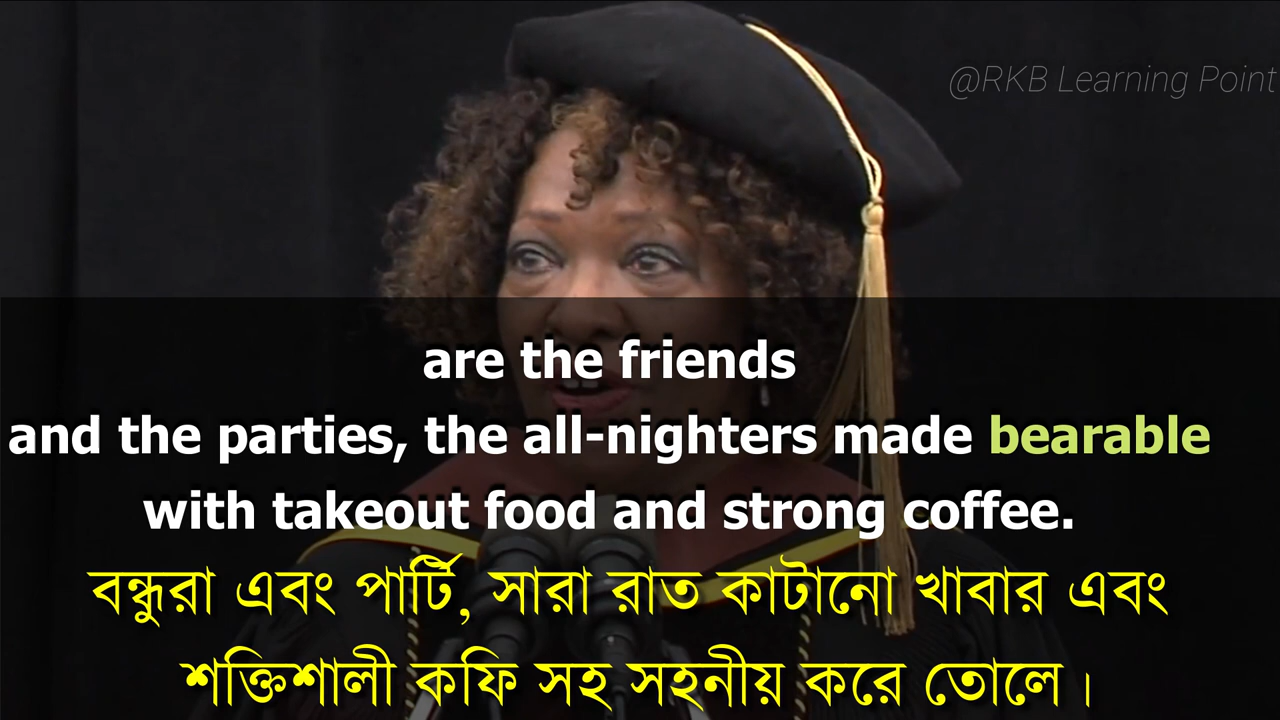 @RKB Learning Point
are the friends
and the parties, the all-nighters made bearable
with takeout food and strong coffee.
বন্ধুরা এবং পার্টি, সারা রাত কাটানো খাবার এবং
শক্তিশালী কফি সহ সহনীয় করে তোলে।